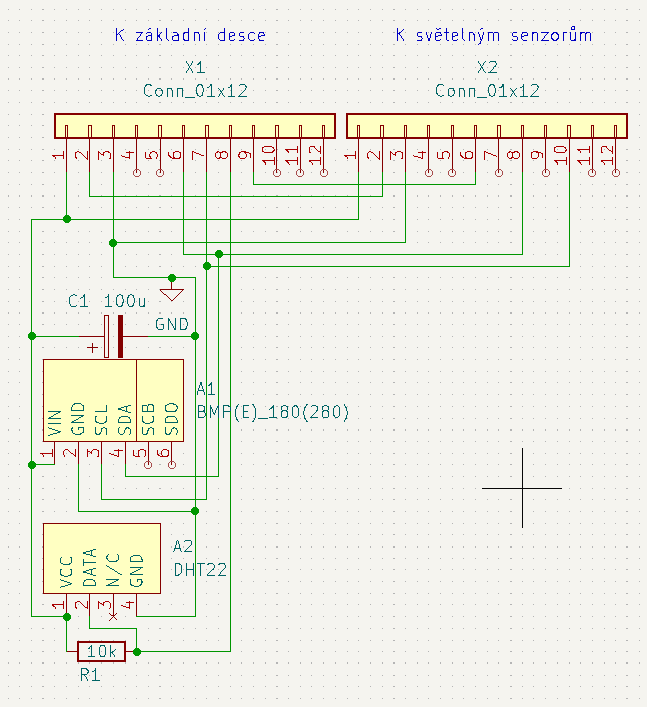 K základní desce
K světelným senzorům
X1
Conn_01x12
X2
Conn_01x12
1 2 3 4 5 6 7 8 9 10 11 12
1 2 3 4 5 6 7 8 9 10 11 12
C1 100u
GND
+
A1
BMP(E)_180(280)
VIN GND SCL SDA SCB SDO
1 2 3 4 5 6
A2
DHT22
VCC DATA N/C GND
1 2 3 4
10k
R1